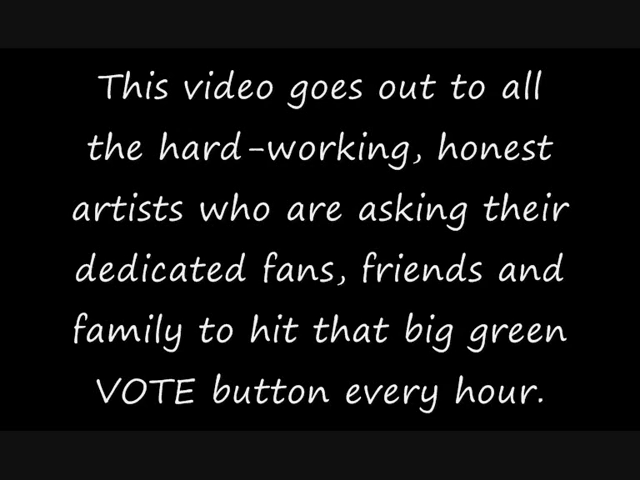 This video goes out to all
the hard-working, honest
artists who are asking their
dedicated fans, friends and
family to hit that big green
VOTE button every hour.